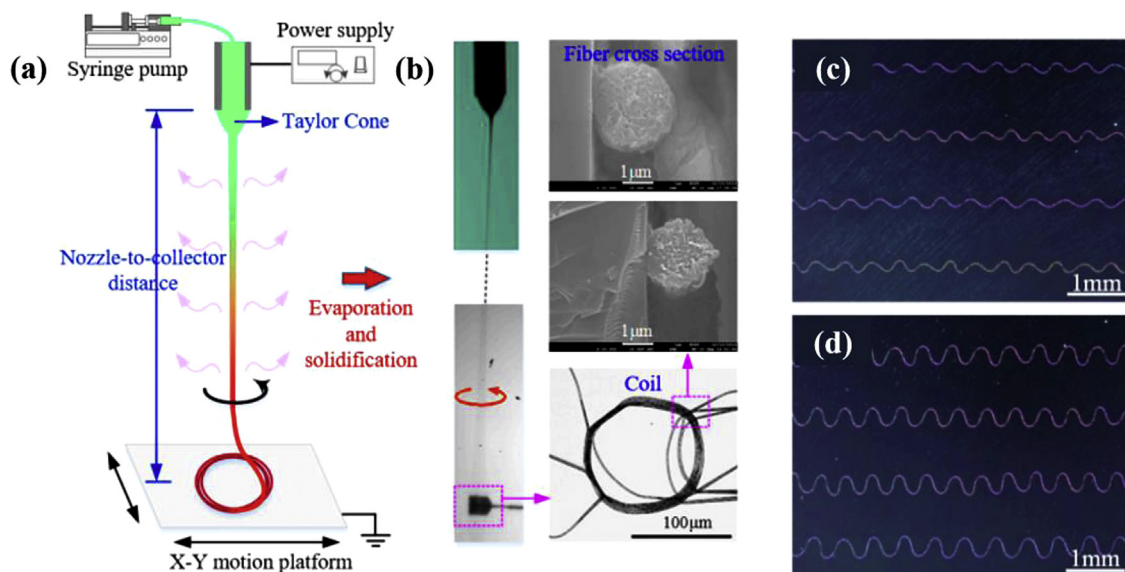 (a)
Syringe pump
Power supply
Taylor Cone
Nozzle-to-collector
distance
Evaporation
and
solidification
X-Y motion platform
(b)
Fiber cross section
1μm
1μm
Coil
100μm
(c)
1mm
(d)
1mm